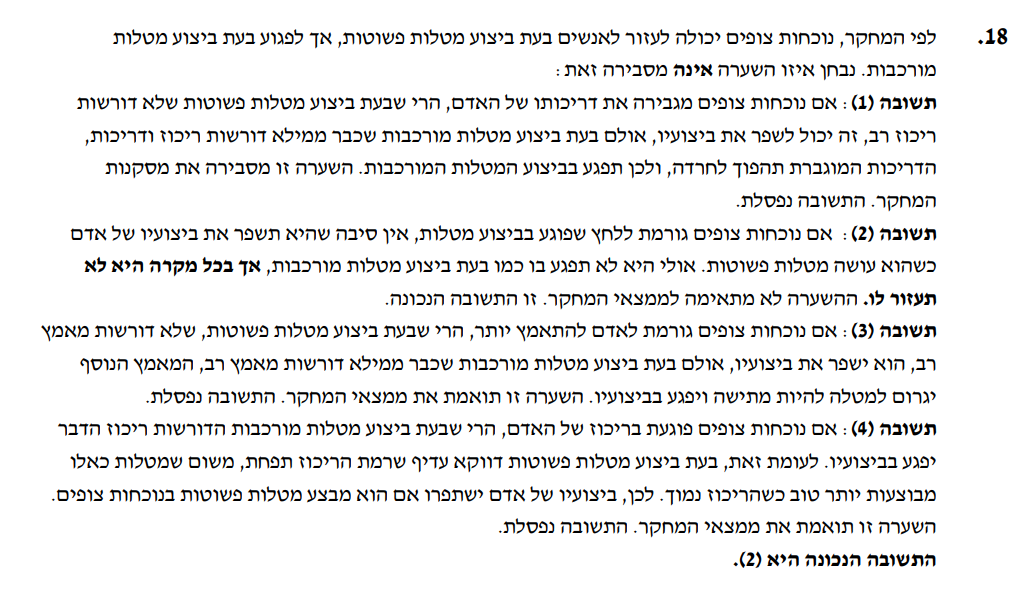 18. לפי המחקר, נוכחות צופים יכולה לעזור לאנשים בעת ביצוע מטלות פשוטות, אך לפגוע בעת ביצוע מטלות
מורכבות. נבחן איזו השערה אינה מסבירה זאת:
תשובה (1): אם נוכחות צופים מגבירה את דריכותו של האדם, הרי שבעת ביצוע מטלות פשוטות שלא דורשות
ריכוז רב, זה יכול לשפר את ביצועיו, אולם בעת ביצוע מטלות מורכבות שכבר ממילא דורשות ריכוז ודריכות,
הדריכות המוגברת תהפוך לחרדה, ולכן תפגע בביצוע המטלות המורכבות. השערה זו מסבירה את מסקנות
המחקר. התשובה נפסלת.
תשובה (2): אם נוכחות צופים גורמת ללחץ שפוגע בביצוע מטלות, אין סיבה שהיא תשפר את ביצועיו של אדם
כשהוא עושה מטלות פשוטות. אולי היא לא תפגע בו כמו בעת ביצוע מטלות מורכבות, אך בכל מקרה היא לא
תעזור לו. ההשערה לא מתאימה לממצאי המחקר. זו התשובה הנכונה.
תשובה (3): אם נוכחות צופים גורמת לאדם להתאמץ יותר, הרי שבעת ביצוע מטלות פשוטות, שלא דורשות מאמץ
רב, הוא ישפר את ביצועיו, אולם בעת ביצוע מטלות מורכבות שכבר ממילא דורשות מאמץ רב, המאמץ הנוסף
יגרום למטלה להיות מתישה ויפגע בביצועיו. השערה זו תואמת את ממצאי המחקר. התשובה נפסלת.
תשובה (4): אם נוכחות צופים פוגעת בריכוז של האדם, הרי שבעת ביצוע מטלות מורכבות הדורשות ריכוז הדבר
יפגע בביצועיו. לעומת זאת, בעת ביצוע מטלות פשוטות דווקא עדיף שרמת הריכוז תפחת, משום שמטלות כאלו
מבוצעות יותר טוב כשהריכוז נמוך. לכן, ביצועיו של אדם ישתפרו אם הוא מבצע מטלות פשוטות בנוכחות צופים.
השערה זו תואמת את ממצאי המחקר. התשובה נפסלת.
התשובה הנכונה היא (2).